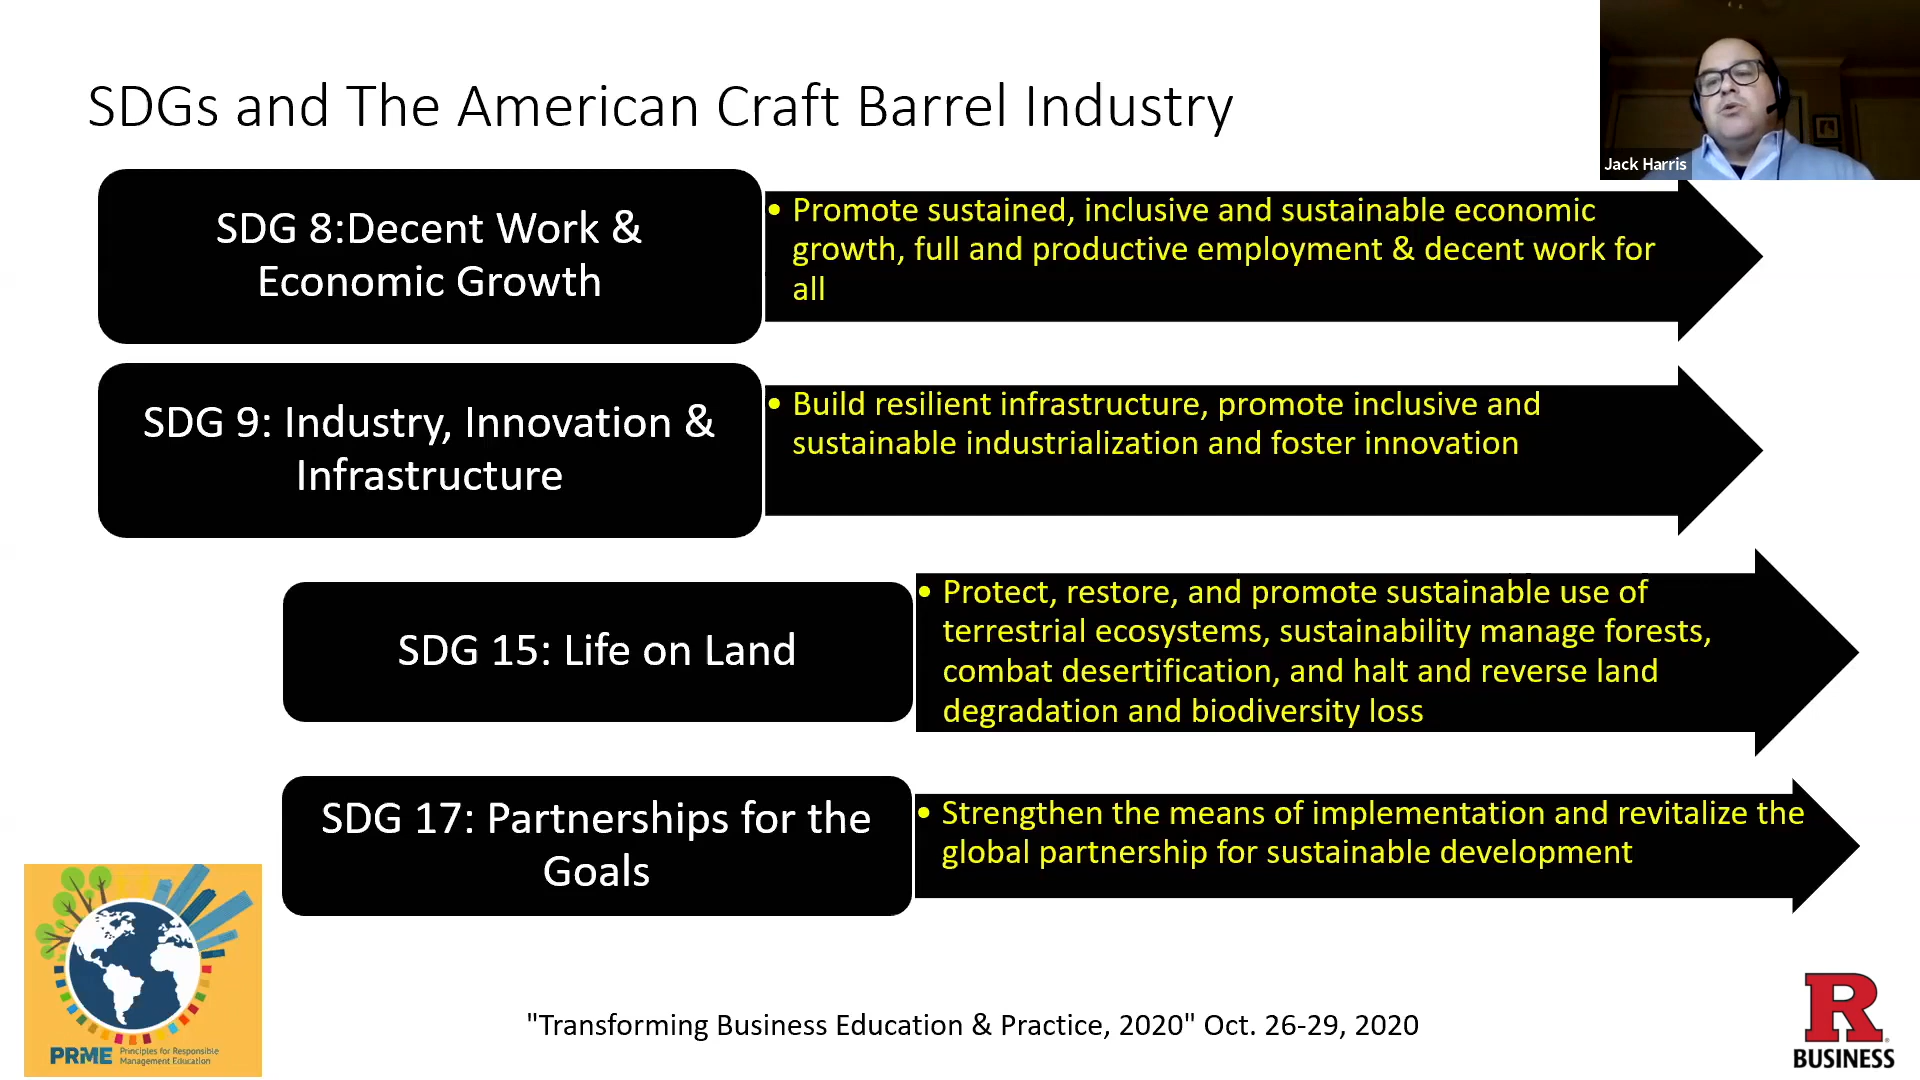 SDGs and The American Craft Barrel Industry
Jack Harris
SDG 8:Decent Work &
Economic Growth
• Promote sustained, inclusive and sustainable economic
growth, full and productive employment & decent work for
all
SDG 9: Industry, Innovation &
Infrastructure
• Build resilient infrastructure, promote inclusive and
sustainable industrialization and foster innovation
SDG 15: Life on Land
• Protect, restore, and promote sustainable use of
terrestrial ecosystems, sustainability manage forests,
combat desertification, and halt and reverse land
degradation and biodiversity loss
SDG 17: Partnerships for the
Goals
• Strengthen the means of implementation and revitalize the
global partnership for sustainable development
PRiME Principles for Responsible
Management Education
"Transforming Business Education & Practice, 2020" Oct. 26-29, 2020
R
BUSINESS